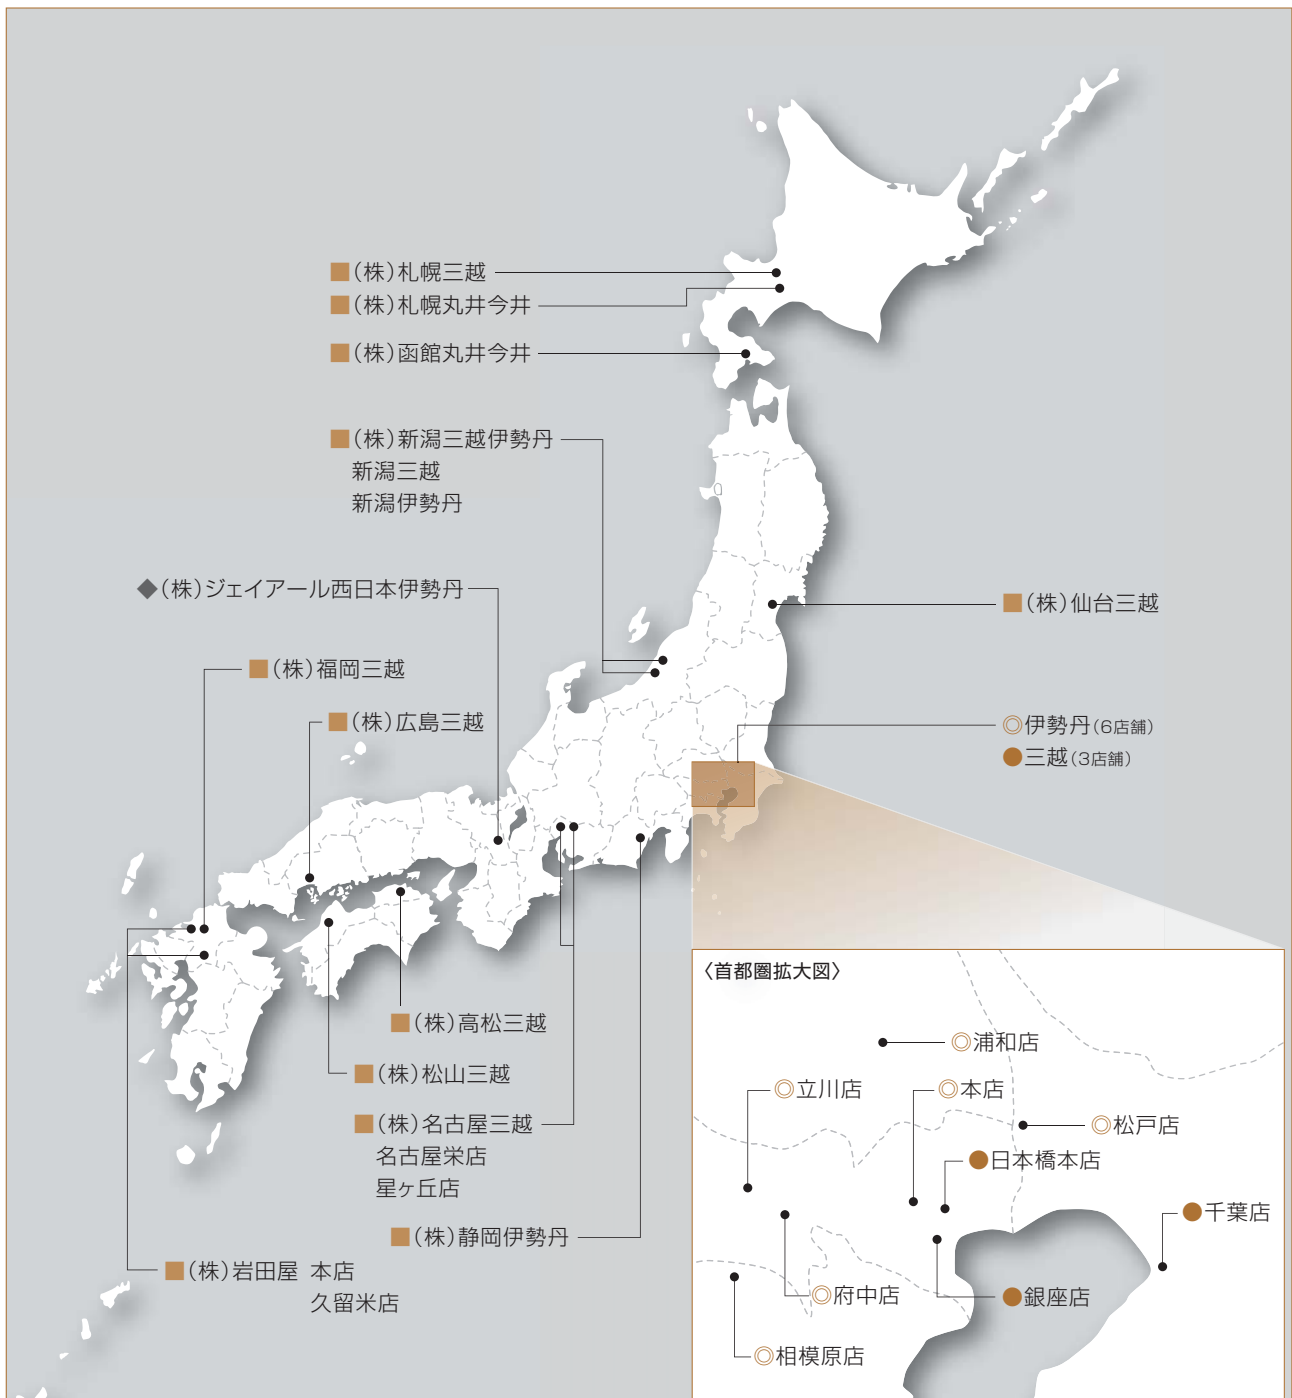 ■(株)札幌三越
■(株)札幌丸井今井
■(株)函館丸井今井
■(株)新潟三越伊勢丹
新潟三越
新潟伊勢丹
◆(株)ジェイアール西日本伊勢丹
■(株)仙台三越
■(株)福岡三越
■(株)広島三越
◎伊勢丹(6店舗)
●三越(3店舗)
■(株)高松三越
■(株)松山三越
■(株)名古屋三越
名古屋栄店
星ヶ丘店
■(株)静岡伊勢丹
■(株)岩田屋 本店
久留米店
〈首都圏拡大図〉
◎浦和店
◎立川店
◎本店
◎松戸店
●日本橋本店
●千葉店
◎府中店
●銀座店
◎相模原店